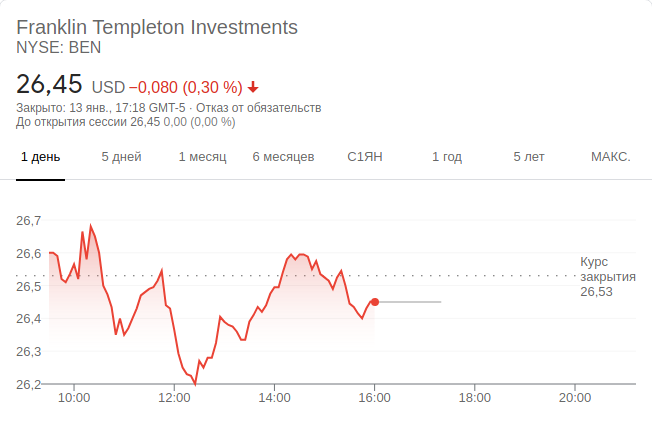 Franklin Templeton Investments
NYSE: BEN
26,45 USD −0,080 (0,30 %)
Закрыто: 13 янв., 17:18 GMT-5 · Отказ от обязательств
До открытия сессии 26,45 0,00 (0,00 %)
1 день 5 дней 1 месяц 6 месяцев С1ЯН 1 год 5 лет МАКС.
26,7
26,6
Курс
закрытия
26,53
26,5
26,4
26,3
26,2
10:00 12:00 14:00 16:00 18:00 20:00